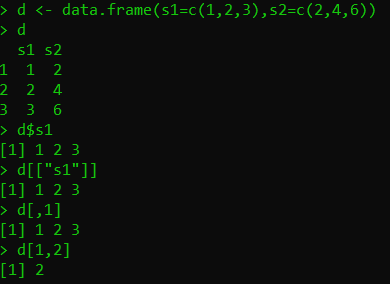 > d <- data.frame(s1=c(1,2,3),s2=c(2,4,6))
> d
  s1 s2
1  1  2
2  2  4
3  3  6
> d$s1
[1] 1 2 3
> d[["s1"]]
[1] 1 2 3
> d[,1]
[1] 1 2 3
> d[1,2]
[1] 2